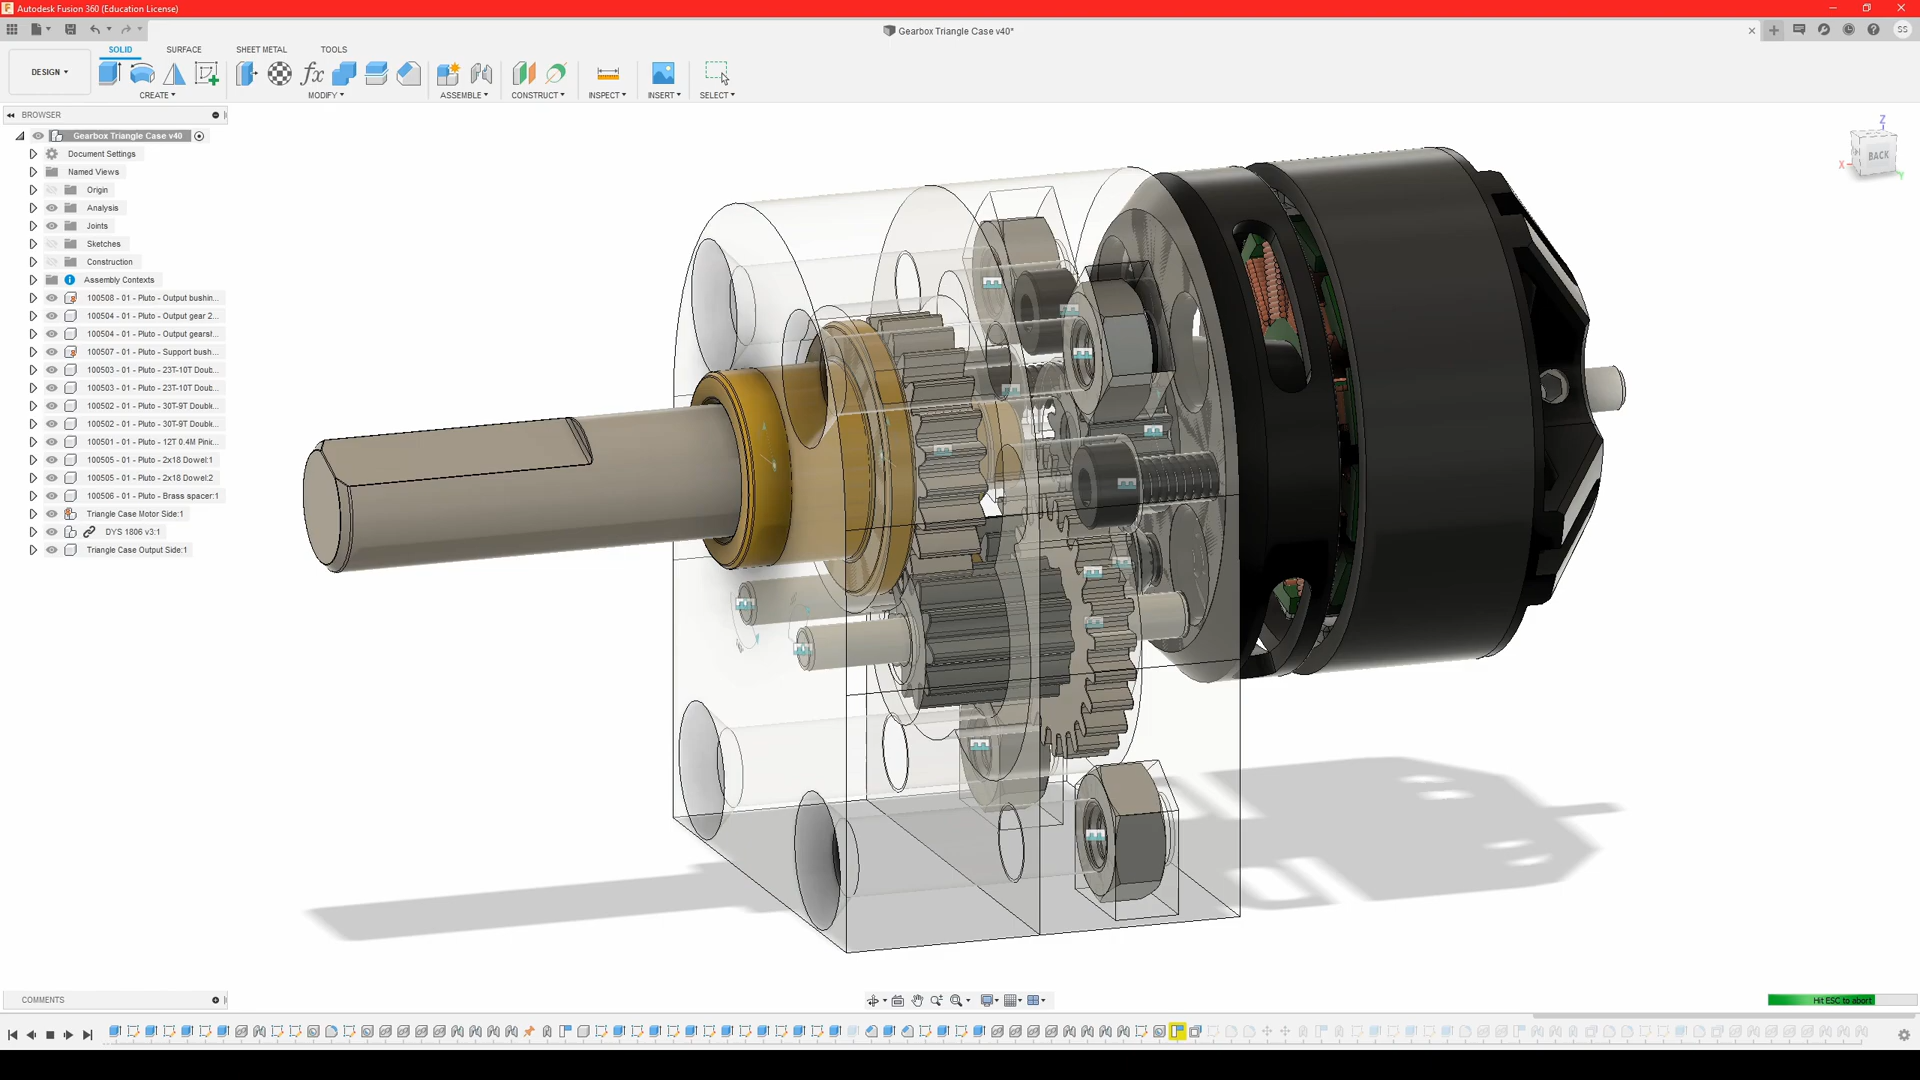 Autodesk Fusion 360 (Education License)
Gearbox Triangle Case v40*
SS
SOLID SURFACE SHEET METAL TOOLS
DESIGN
CREATE MODIFY ASSEMBLE CONSTRUCT INSPECT INSERT SELECT
BROWSER
Gearbox Triangle Case v40
Document Settings
Named Views
Origin
Analysis
Joints
Sketches
Construction
Assembly Contexts
100508 - 01 - Pluto - Output bushin...
100504 - 01 - Pluto - Output gear 2...
100504 - 01 - Pluto - Output gearsl...
100507 - 01 - Pluto - Support bush...
100503 - 01 - Pluto - 23T-10T Doub...
100503 - 01 - Pluto - 23T-10T Doub...
100502 - 01 - Pluto - 30T-9T Doubl...
100502 - 01 - Pluto - 30T-9T Doubl...
100501 - 01 - Pluto - 12T 0.4M Pini...
100505 - 01 - Pluto - 2x18 Dowel:1
100505 - 01 - Pluto - 2x18 Dowel:2
100506 - 01 - Pluto - Brass spacer:1
Triangle Case Motor Side:1
DYS 1806 v3:1
Triangle Case Output Side:1
Z
X
Y
BACK
COMMENTS
Hit ESC to abort